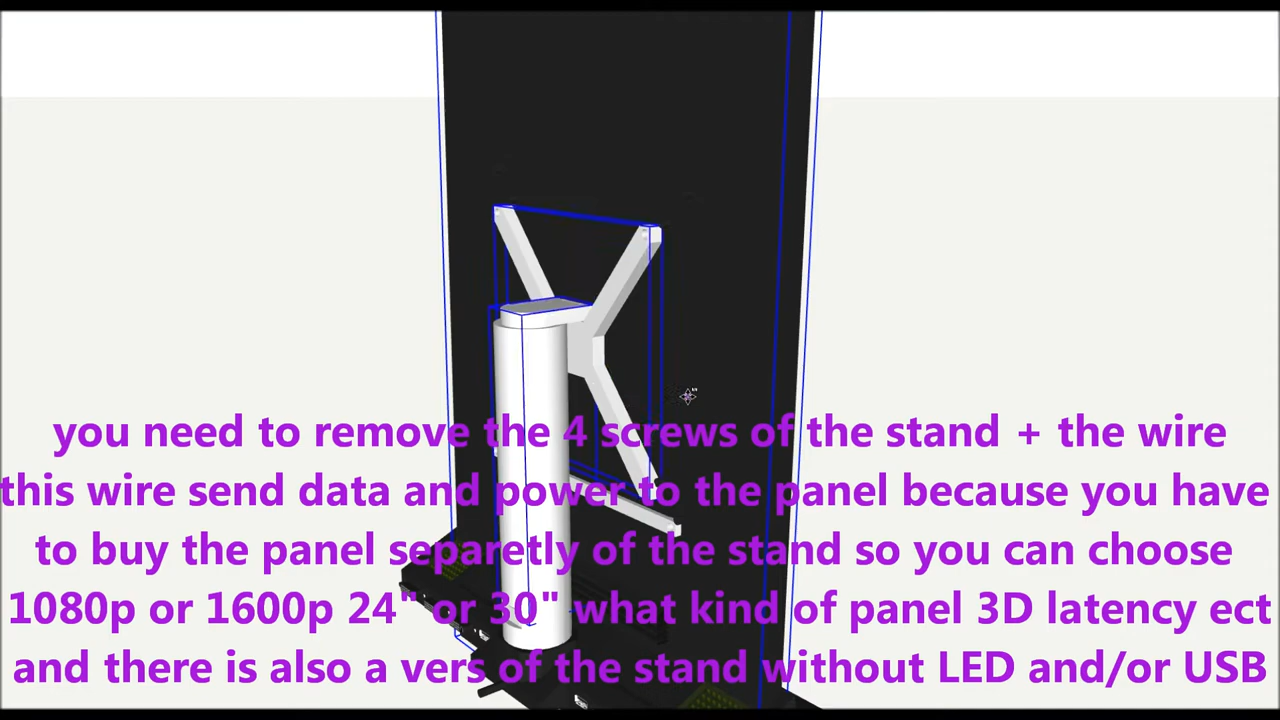 you need to remove the 4 screws of the stand + the wire
this wire send data and power to the panel because you have
to buy the panel separetly of the stand so you can choose
1080p or 1600p 24" or 30" what kind of panel 3D latency ect
and there is also a vers of the stand without LED and/or USB